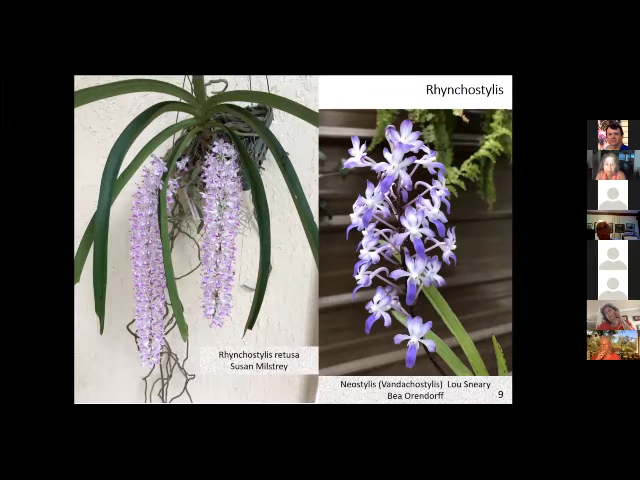 Rhynchostylis
Rhynchostylis retusa
Susan Milstrey
Neostylis (Vandachostylis) Lou Sneary
Bea Orendorff
9